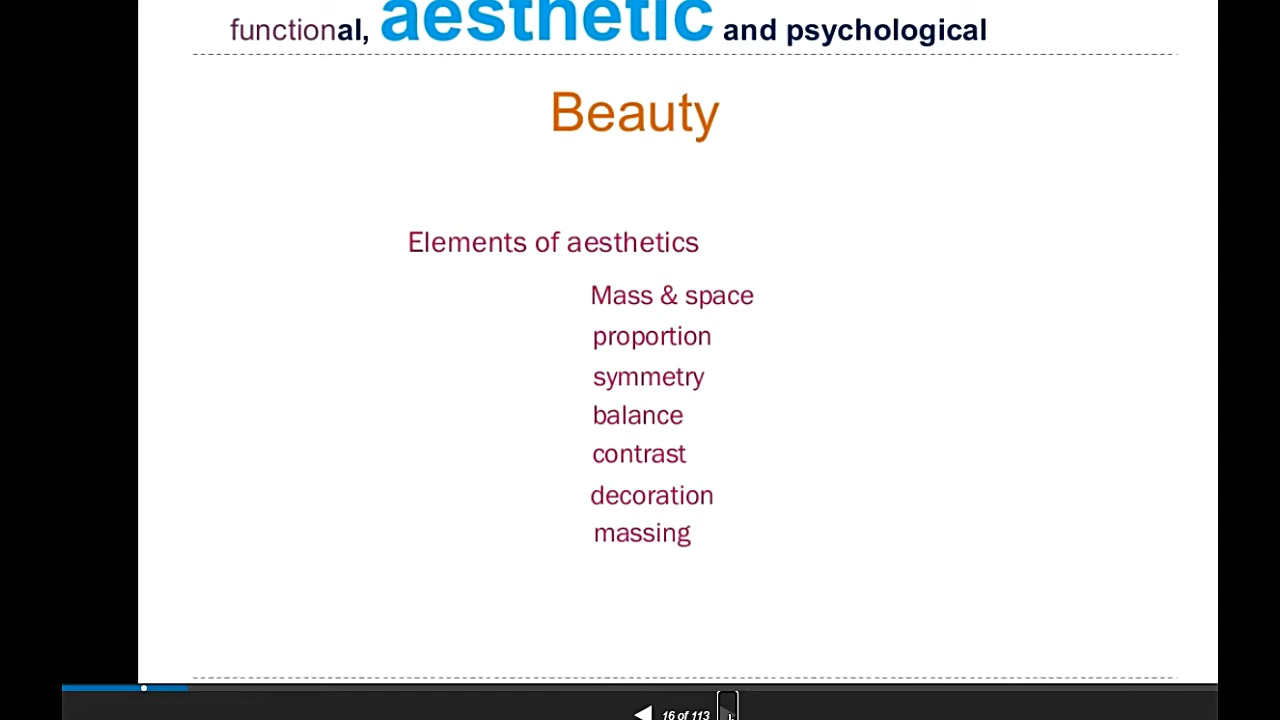 functional, aesthetic and psychological
Beauty
Elements of aesthetics
Mass & space
proportion
symmetry
balance
contrast
decoration
massing
16 of 113